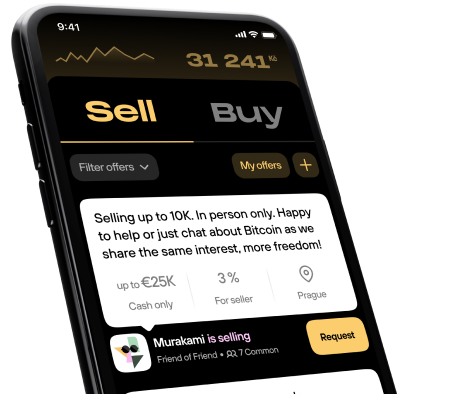 9:41
31 241 Kč
Sell Buy
Filter offers My offers +
Selling up to 10K. In person only. Happy
to help or just chat about Bitcoin as we
share the same interest, more freedom!
up to €25K 3 %
Cash only For seller Prague
Murakami is selling
Friend of Friend • 7 Common
Request